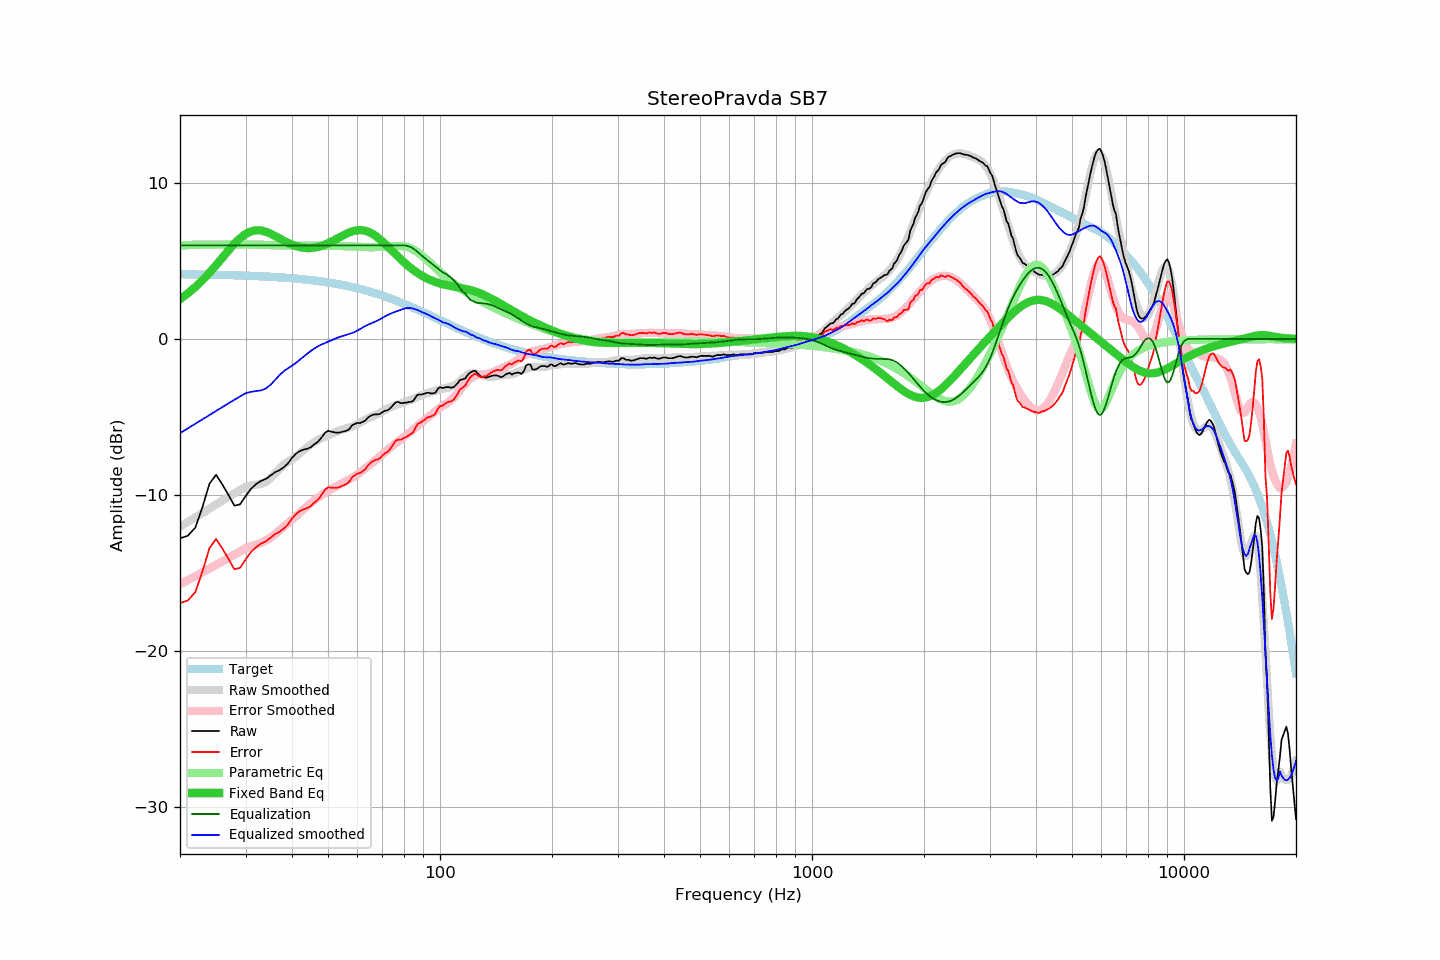 StereoPravda SB7
10
0
−10
−20
−30
Amplitude (dBr)
Target
Raw Smoothed
Error Smoothed
Raw
Error
Parametric Eq
Fixed Band Eq
Equalization
Equalized smoothed
100
1000
10000
Frequency (Hz)